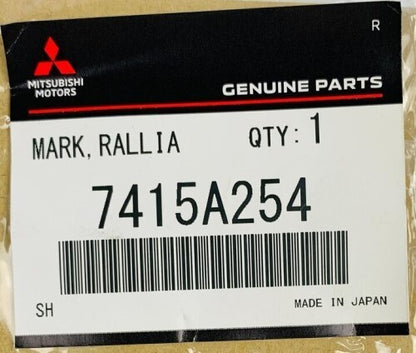 R
MITSUBISHI
MOTORS
GENUINE PARTS
MARK, RALLIA QTY: 1
7415A254
SH MADE IN JAPAN